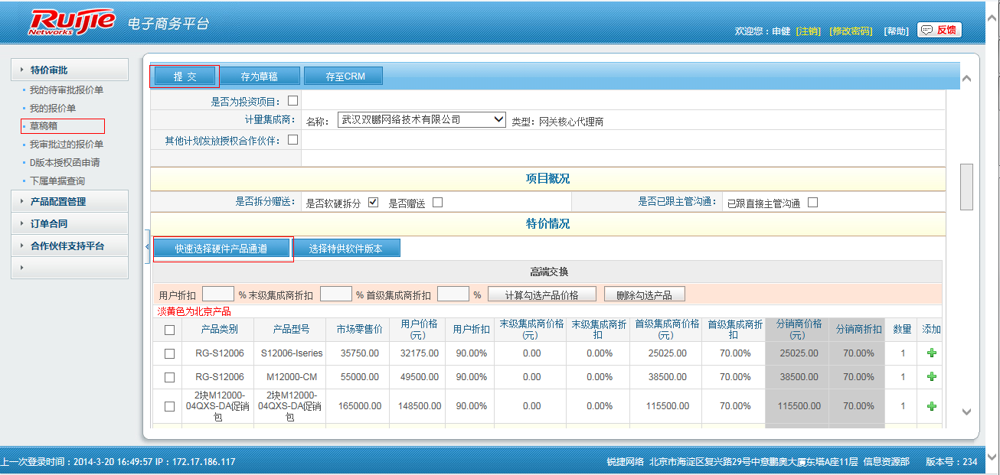 Ruijie Networks 电子商务平台
欢迎您：申健 [注销] [修改密码] [帮助] 反馈
特价审批
我的待审批报价单
我的报价单
草稿箱
我审批过的报价单
D版本授权函申请
下属单据查询
产品配置管理
订单合同
合作伙伴支持平台
提 交 存为草稿 存至CRM
是否为投资项目：
计量集成商： 名称： 武汉双鹏网络技术有限公司 类型：网关核心代理商
其他计划发放授权合作伙伴：
项目概况
是否拆分赠送： 是否软硬拆分 是否赠送 是否已跟主管沟通： 已跟直接主管沟通
特价情况
快速选择硬件产品通道 选择特供软件版本
高端交换
用户折扣 % 末级集成商折扣 % 首级集成商折扣 % 计算勾选产品价格 删除勾选产品
淡黄色为北京产品
产品类别 产品型号 市场零售价 用户价格(元) 用户折扣 末级集成商价格(元) 末级集成商折扣 首级集成商价格(元) 首级集成商折扣 分销商价格(元) 分销商折扣 数量 添加
RG-S12006 S12006-Iseries 35750.00 32175.00 90.00% 0.00 0.00% 25025.00 70.00% 25025.00 70.00% 1
RG-S12006 M12000-CM 55000.00 49500.00 90.00% 0.00 0.00% 38500.00 70.00% 38500.00 70.00% 1
2块M12000-04QXS-DA促销包 2块M12000-04QXS-DA促销包 165000.00 148500.00 90.00% 0.00 0.00% 115500.00 70.00% 115500.00 70.00% 1
上一次登录时间：2014-3-20 16:49:57 IP：172.17.186.117 锐捷网络 北京市海淀区复兴路29号中意鹏奥大厦东塔A座11层 信息资源部 版本号：234